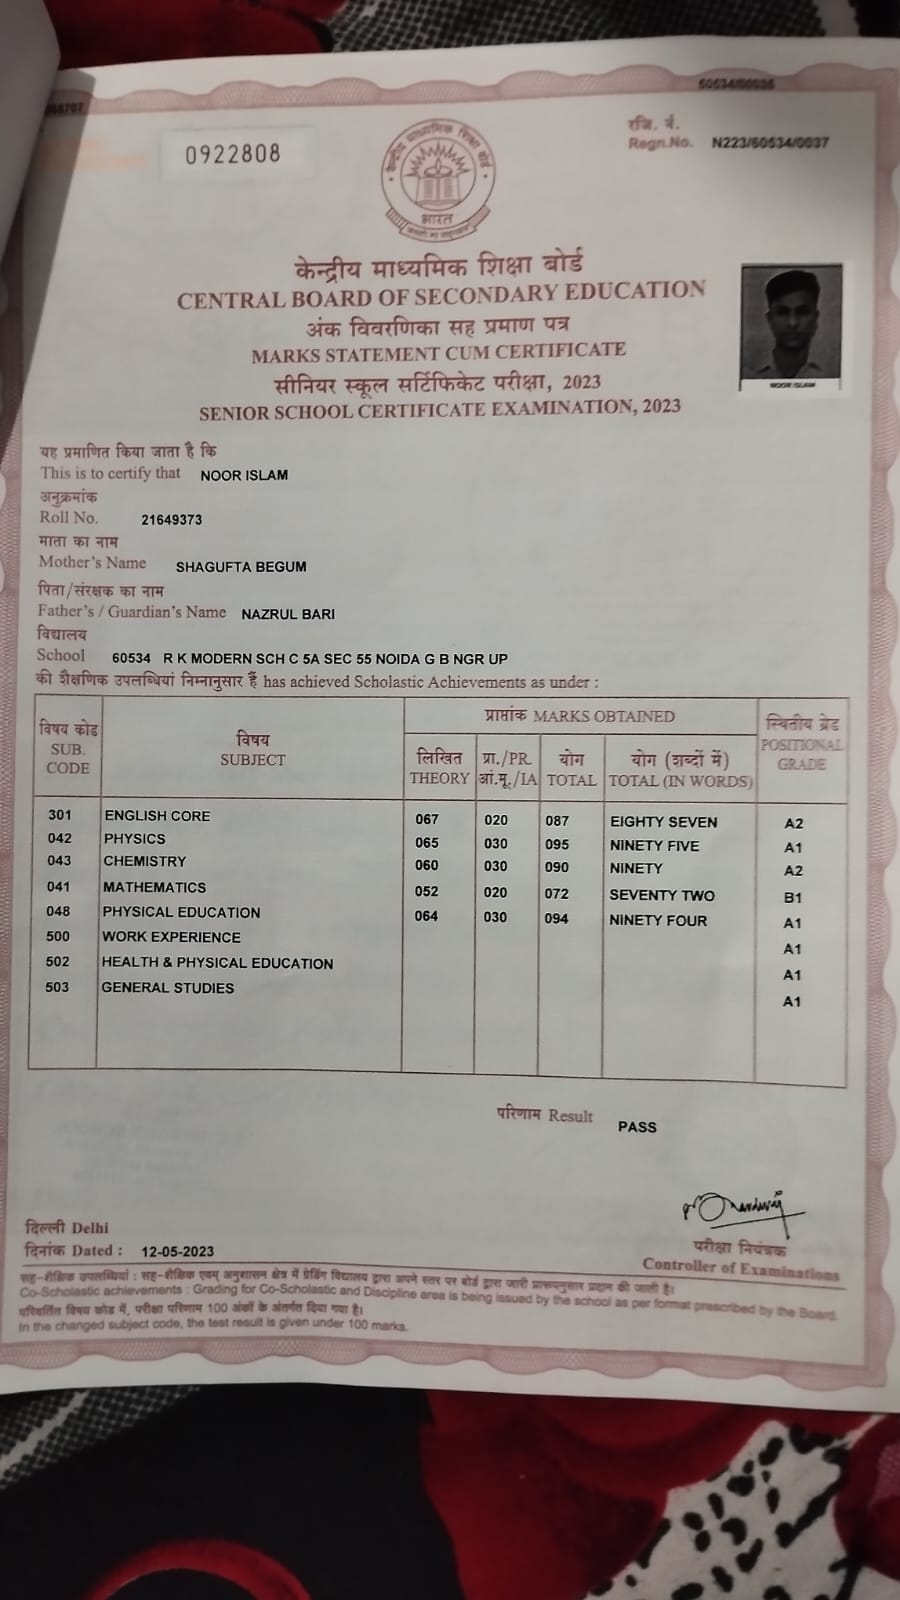 60534/0036
0922808
रजि. नं.
Regn.No. N223/60534/0037
केन्द्रीय माध्यमिक शिक्षा बोर्ड
भारत
केन्द्रीय माध्यमिक शिक्षा बोर्ड
CENTRAL BOARD OF SECONDARY EDUCATION
अंक विवरणिका सह प्रमाण पत्र
MARKS STATEMENT CUM CERTIFICATE
सीनियर स्कूल सर्टिफिकेट परीक्षा, 2023
SENIOR SCHOOL CERTIFICATE EXAMINATION, 2023
NOOR ISLAM
यह प्रमाणित किया जाता है कि
This is to certify that NOOR ISLAM
अनुक्रमांक
Roll No. 21649373
माता का नाम
Mother's Name SHAGUFTA BEGUM
पिता/संरक्षक का नाम
Father's / Guardian's Name NAZRUL BARI
विद्यालय
School 60534 R K MODERN SCH C 5A SEC 55 NOIDA G B NGR UP
की शैक्षणिक उपलब्धियां निम्नानुसार हैं has achieved Scholastic Achievements as under :
विषय कोड SUB. CODE
विषय SUBJECT
प्राप्तांक MARKS OBTAINED
लिखित THEORY
प्रा./PR. आं.मू./IA
योग TOTAL
योग (शब्दों में) TOTAL (IN WORDS)
स्थितीय ग्रेड POSITIONAL GRADE
301 ENGLISH CORE 067 020 087 EIGHTY SEVEN A2
042 PHYSICS 065 030 095 NINETY FIVE A1
043 CHEMISTRY 060 030 090 NINETY A2
041 MATHEMATICS 052 020 072 SEVENTY TWO B1
048 PHYSICAL EDUCATION 064 030 094 NINETY FOUR A1
500 WORK EXPERIENCE A1
502 HEALTH & PHYSICAL EDUCATION A1
503 GENERAL STUDIES A1
परिणाम Result PASS
दिल्ली Delhi
दिनांक Dated : 12-05-2023
परीक्षा नियंत्रक
Controller of Examinations
सह-शैक्षिक उपलब्धियां : सह-शैक्षिक एवम् अनुशासन क्षेत्र में ग्रेडिंग विद्यालय द्वारा अपने स्तर पर बोर्ड द्वारा जारी प्रारूपनुसार प्रदान की जाती है।
Co-Scholastic achievements : Grading for Co-Scholastic and Discipline area is being issued by the school as per format prescribed by the Board.
परिवर्तित विषय कोड में, परीक्षा परिणाम 100 अंकों के अंतर्गत दिया गया है।
In the changed subject code, the test result is given under 100 marks.